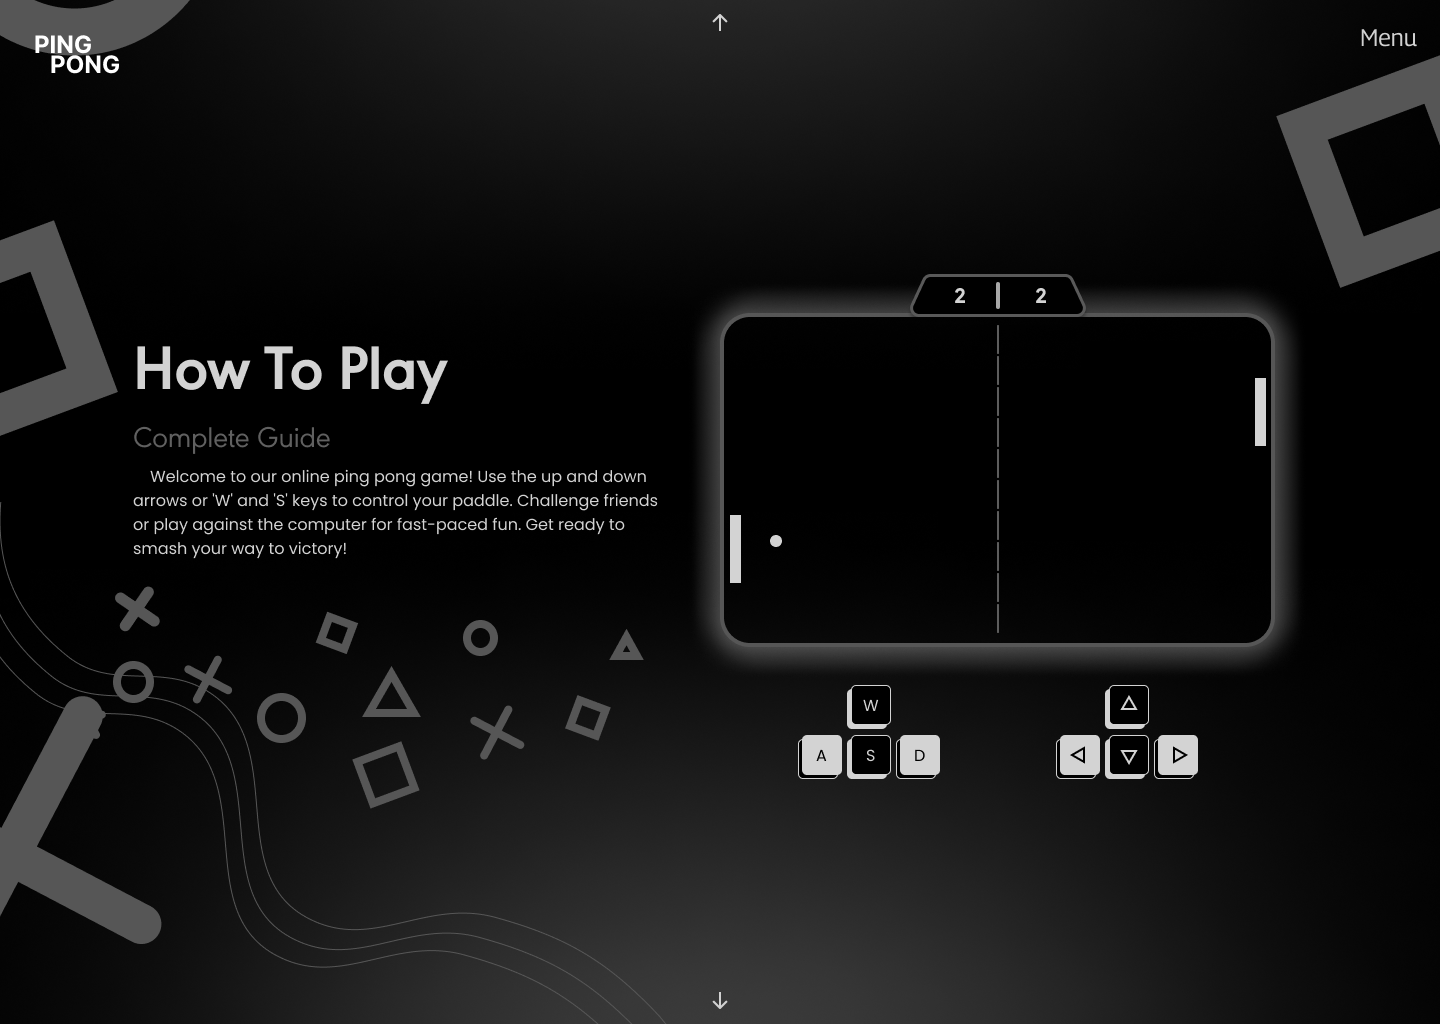 PING
PONG
Menu
2 2
How To Play
Complete Guide
Welcome to our online ping pong game! Use the up and down
arrows or 'W' and 'S' keys to control your paddle. Challenge friends
or play against the computer for fast-paced fun. Get ready to
smash your way to victory!
W
A S D